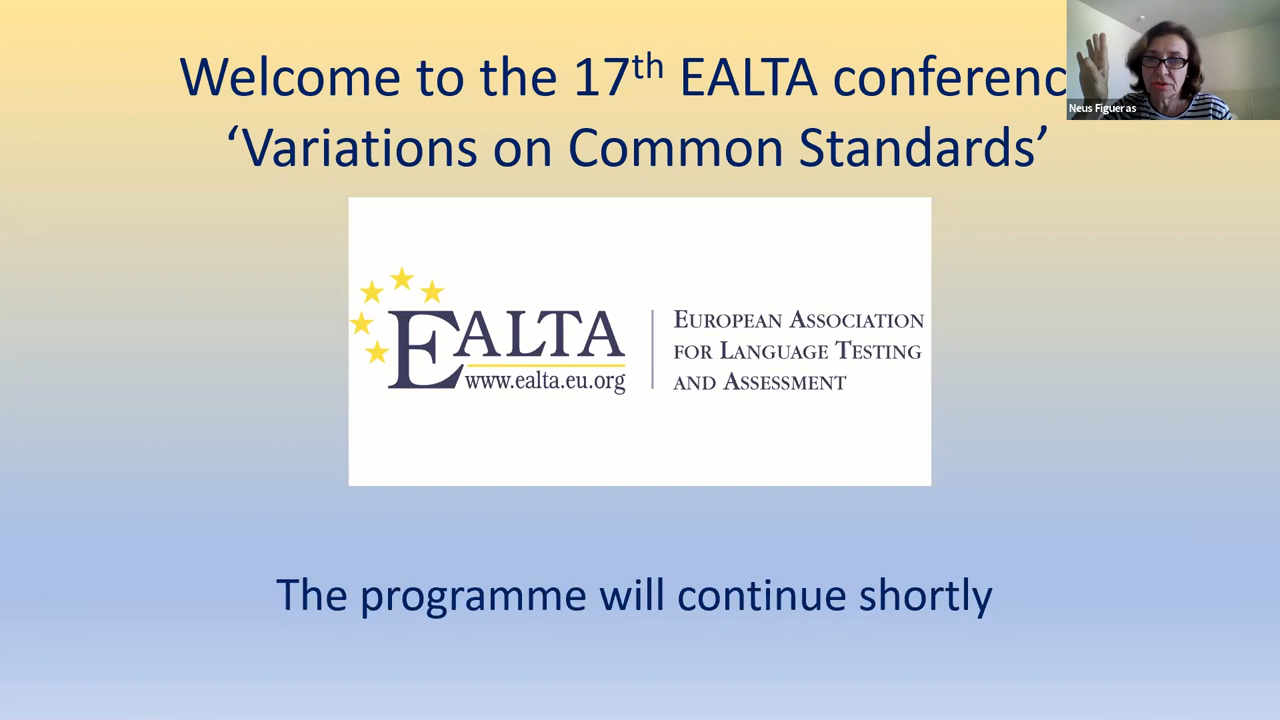 Welcome to the 17th EALTA conferenc
‘Variations on Common Standards’
Neus Figueras
EALTA
www.ealta.eu.org
EUROPEAN ASSOCIATION
FOR LANGUAGE TESTING
AND ASSESSMENT
The programme will continue shortly